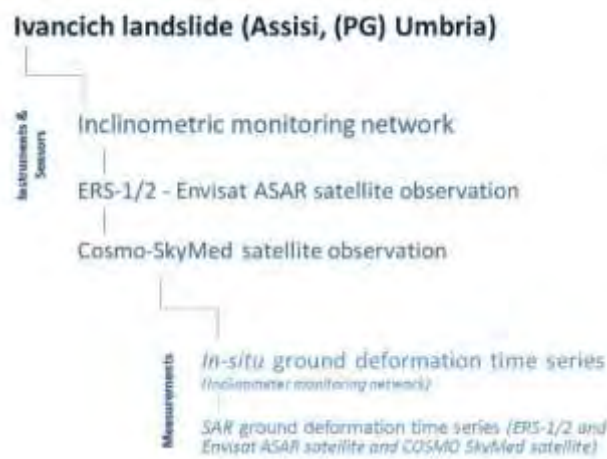 Ivancich landslide (Assisi, (PG) Umbria)
Instruments &
Sensors
Inclinometric monitoring network
ERS-1/2 - Envisat ASAR satellite observation
Cosmo-SkyMed satellite observation
Measurements
In-situ ground deformation time series
(Inclinometer monitoring network)
SAR ground deformation time series (ERS-1/2 and
Envisat ASAR satellite and COSMO SkyMed satellite)